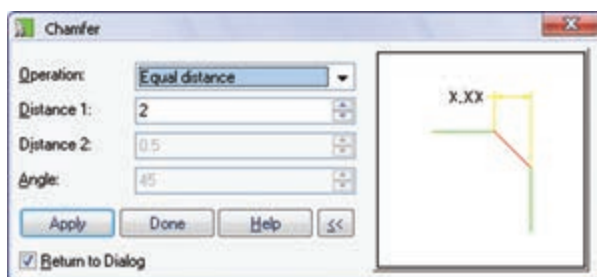 Chamfer
Operation: Equal distance
Distance 1: 2
Distance 2: 0.5
Angle: 45
Apply Done Help <<
Return to Dialog
X.XX